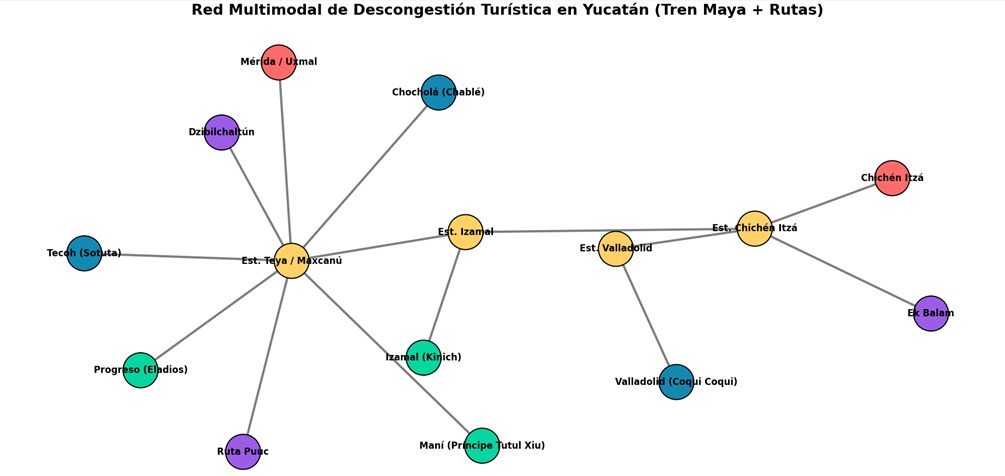 Red Multimodal de Descongestión Turística en Yucatán (Tren Maya + Rutas)
Mérida / Uxmal
Chocholá (Chablé)
Dzibilchaltún
Chichén Itzá
Est. Izamal
Est. Chichén Itzá
Est. Valladolid
Tecoh (Sotuta)
Est. Teya / Maxcanú
Ek Balam
Izamal (Kinich)
Progreso (Eladios)
Valladolid (Coqui Coqui)
Maní (Príncipe Tutul Xiu)
Ruta Puuc